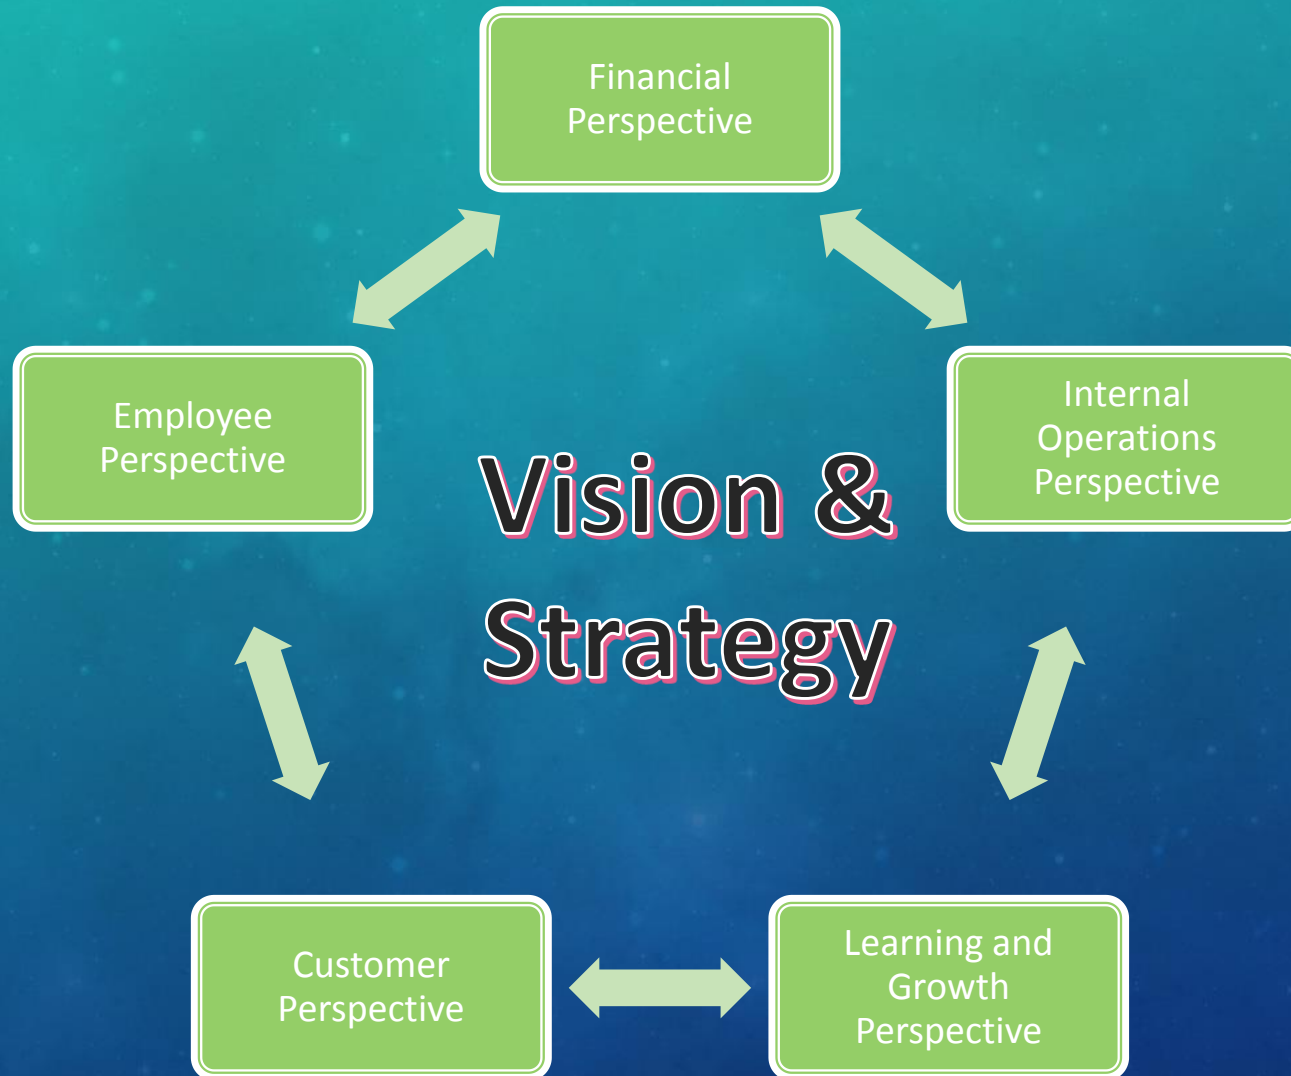 Financial
Perspective
Employee
Perspective
Internal
Operations
Perspective
Vision &
Strategy
Customer
Perspective
Learning and
Growth
Perspective